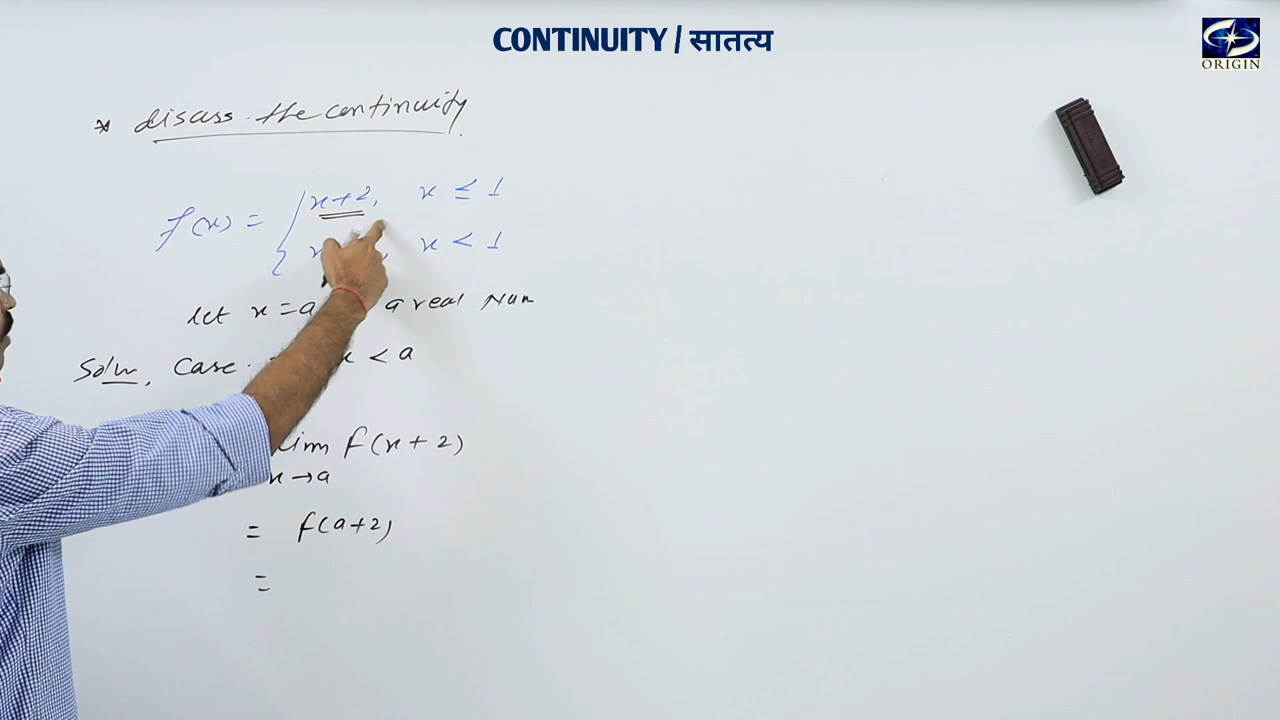 CONTINUITY / सातत्य
ORIGIN
* discuss the continuity.
f(x) = { x+2, x ≤ 1
x , x < 1
let x = a a real Num
Soln, Case x < a
lim f(x+2)
x→a
= f(a+2)
=